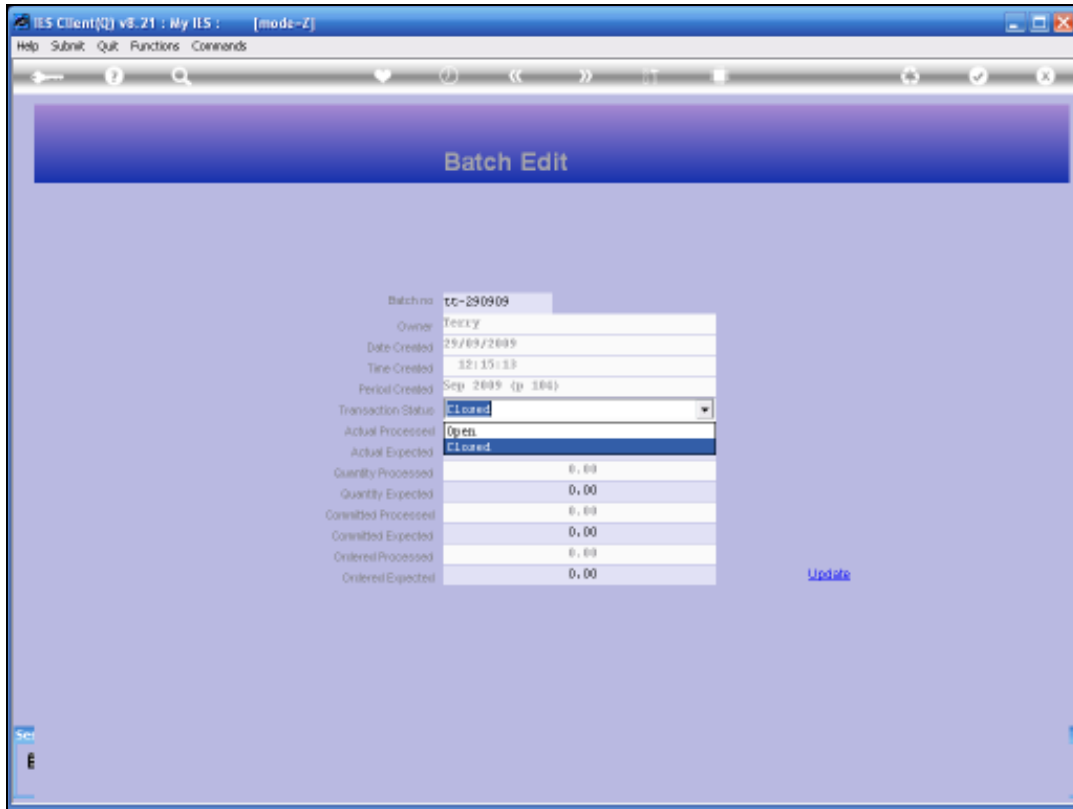 IES Client(Q) v8.21 : My IES : [mode-Z]
Help Submit Quit Functions Commands
Batch Edit
Batch no tt-290909
Owner Terry
Date Created 29/09/2009
Time Created 12:15:13
Period Created Sep 2009 (p 106)
Transaction Status Closed
Actual Processed Open
Actual Expected Closed
Quantity Processed 0.00
Quantity Expected 0.00
Committed Processed 0.00
Committed Expected 0.00
Ordered Processed 0.00
Ordered Expected 0.00 Update